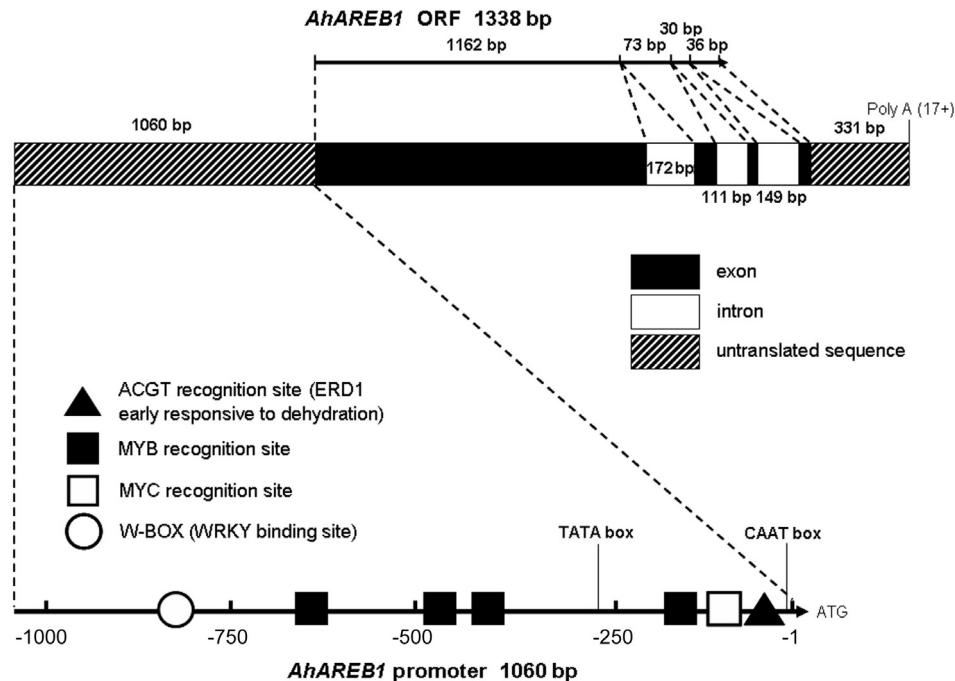 AhAREB1 ORF 1338 bp
30 bp
1162 bp 73 bp 36 bp
1060 bp 331 bp Poly A (17+)
172 bp
111 bp 149 bp
exon
intron
untranslated sequence
ACGT recognition site (ERD1
early responsive to dehydration)
MYB recognition site
MYC recognition site
W-BOX (WRKY binding site)
TATA box CAAT box
ATG
-1000 -750 -500 -250 -1
AhAREB1 promoter 1060 bp